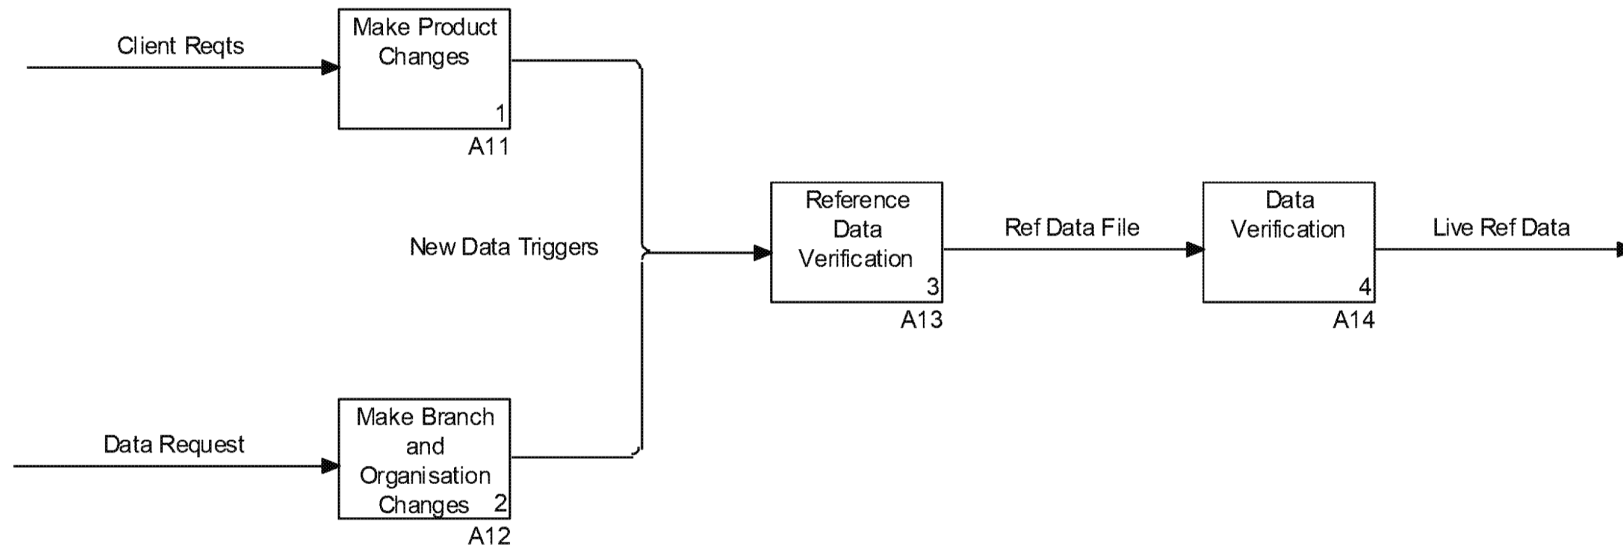 Client Reqts
Make Product
Changes
1
A11
New Data Triggers
Reference
Data
Verification
3
A13
Ref Data File
Data
Verification
4
A14
Live Ref Data
Data Request
Make Branch
and
Organisation
Changes 2
A12